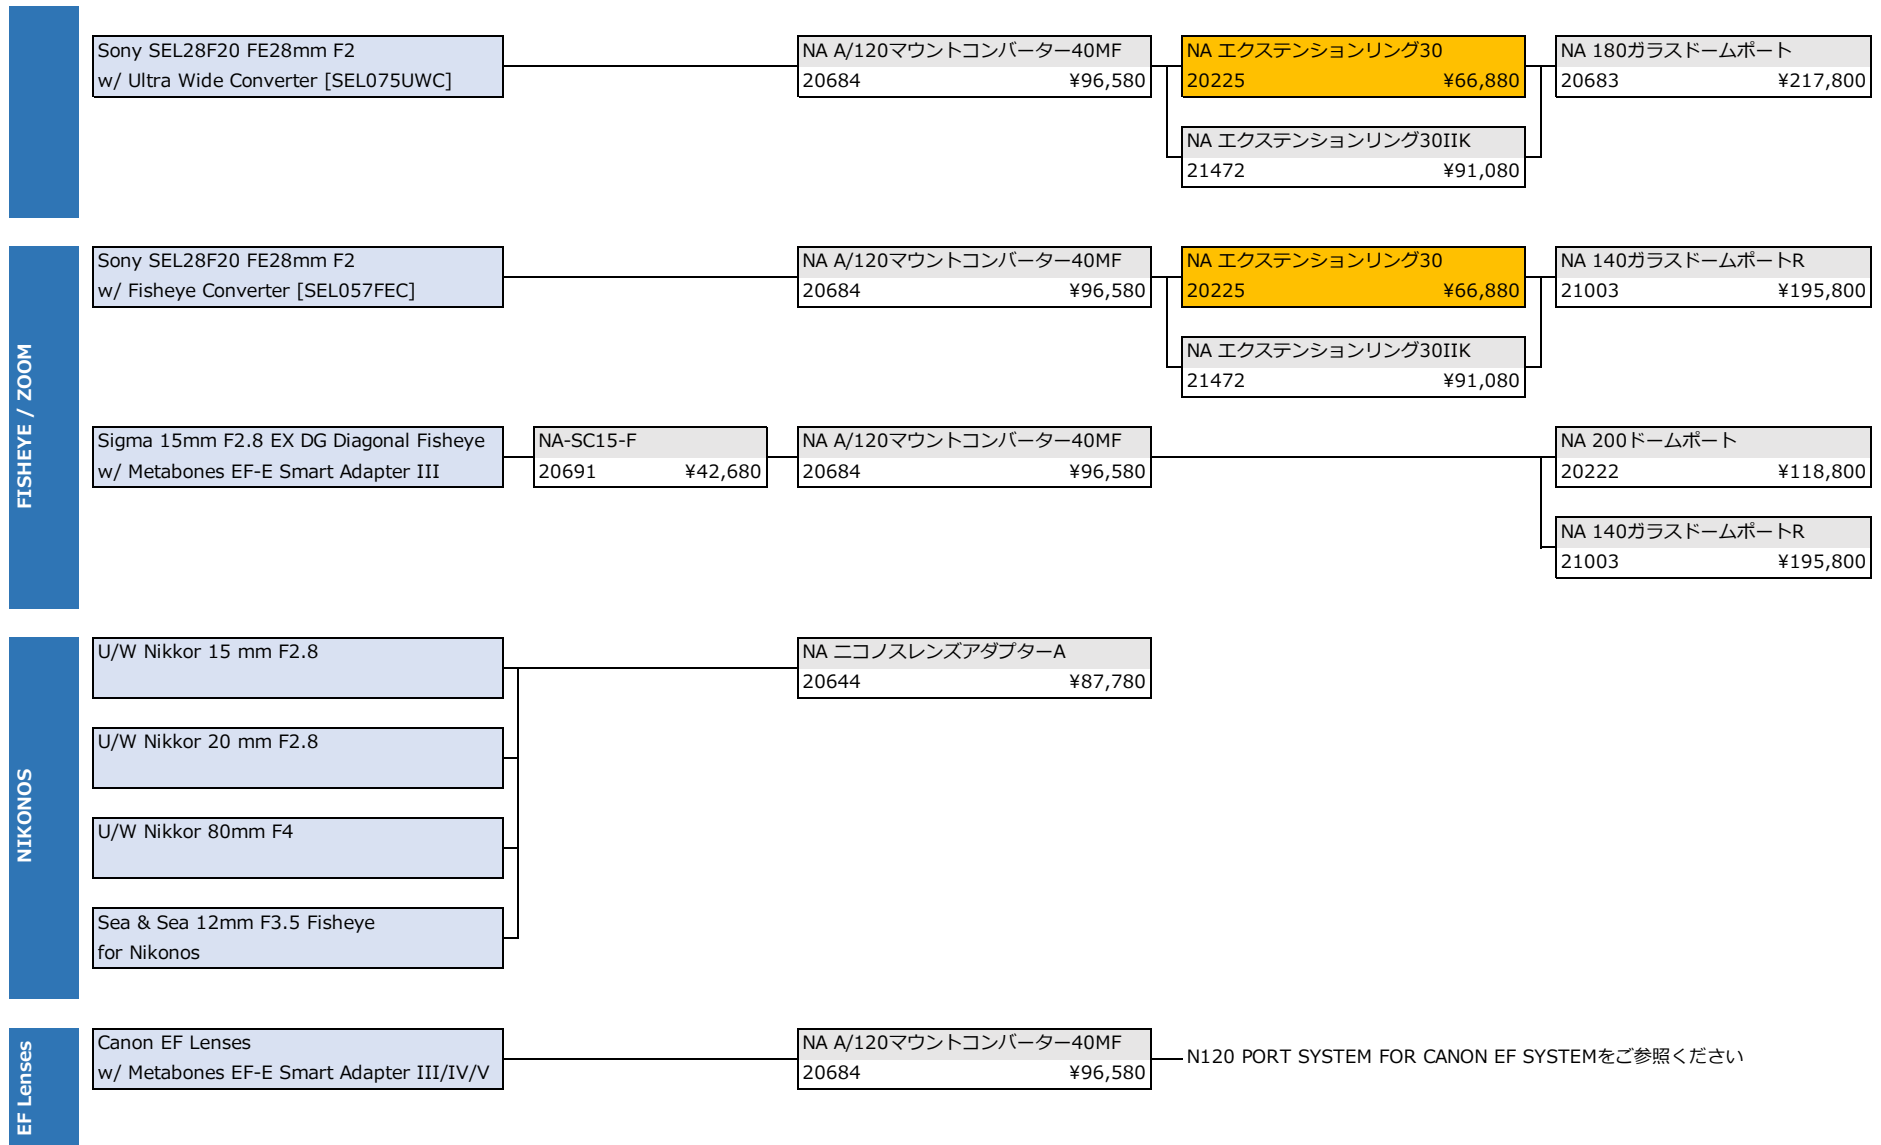 Sony SEL28F20 FE28mm F2
w/ Ultra Wide Converter [SEL075UWC]
NA A/120マウントコンバーター40MF
20684 ¥96,580
NA エクステンションリング30
20225 ¥66,880
NA 180ガラスドームポート
20683 ¥217,800
NA エクステンションリング30IIK
21472 ¥91,080
FISHEYE / ZOOM
Sony SEL28F20 FE28mm F2
w/ Fisheye Converter [SEL057FEC]
NA A/120マウントコンバーター40MF
20684 ¥96,580
NA エクステンションリング30
20225 ¥66,880
NA 140ガラスドームポートR
21003 ¥195,800
NA エクステンションリング30IIK
21472 ¥91,080
Sigma 15mm F2.8 EX DG Diagonal Fisheye
w/ Metabones EF-E Smart Adapter III
NA-SC15-F
20691 ¥42,680
NA A/120マウントコンバーター40MF
20684 ¥96,580
NA 200ドームポート
20222 ¥118,800
NA 140ガラスドームポートR
21003 ¥195,800
NIKONOS
U/W Nikkor 15 mm F2.8
NA ニコノスレンズアダプターA
20644 ¥87,780
U/W Nikkor 20 mm F2.8
U/W Nikkor 80mm F4
Sea & Sea 12mm F3.5 Fisheye
for Nikonos
EF Lenses
Canon EF Lenses
w/ Metabones EF-E Smart Adapter III/IV/V
NA A/120マウントコンバーター40MF
20684 ¥96,580
N120 PORT SYSTEM FOR CANON EF SYSTEMをご参照ください